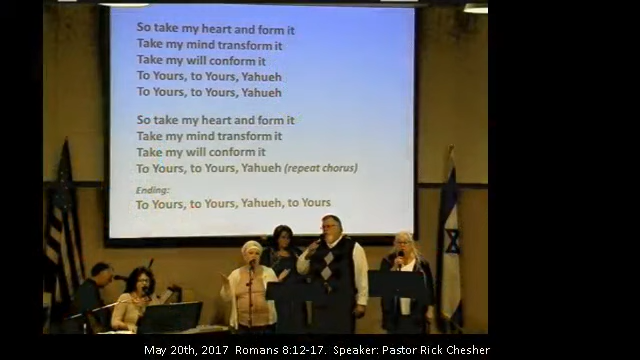 So take my heart and form it
Take my mind transform it
Take my will conform it
To Yours, to Yours, Yahueh
To Yours, to Yours, Yahueh
So take my heart and form it
Take my mind transform it
Take my will conform it
To Yours, to Yours, Yahueh (repeat chorus)
Ending:
To Yours, to Yours, Yahueh, to Yours
May 20th, 2017 Romans 8:12-17. Speaker: Pastor Rick Chesher